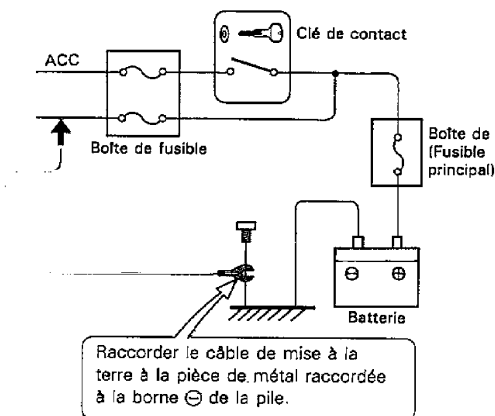 Clé de contact
ACC
Boîte de fusible
Boîte de
(Fusible
principal)
⊖ ⊕
Batterie
Raccorder le câble de mise à la
terre à la pièce de métal raccordée
à la borne ⊖ de la pile.